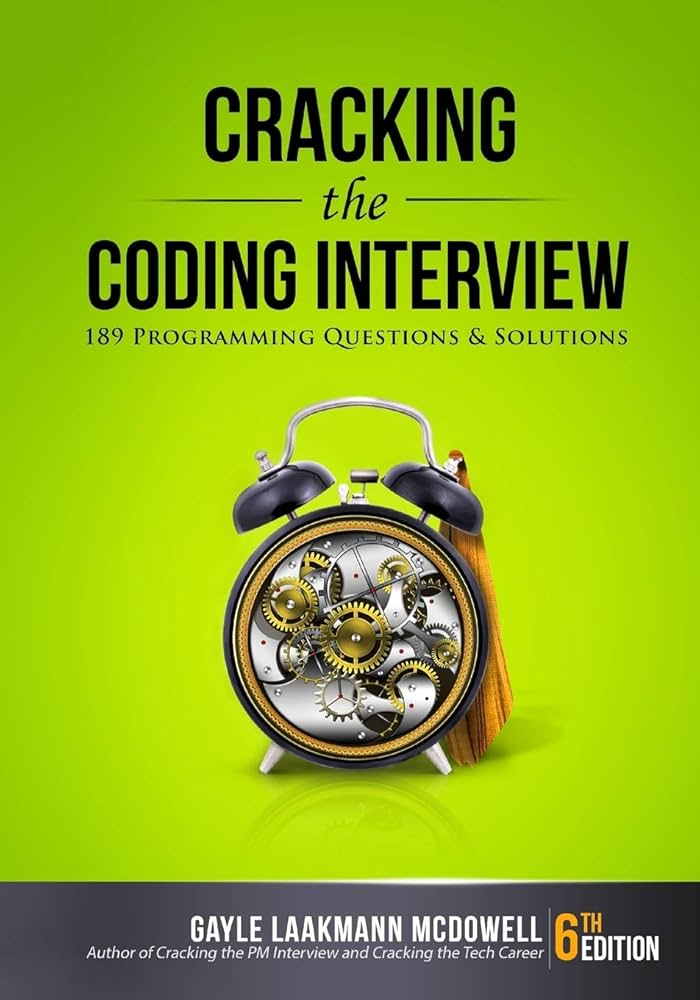 CRACKING
the
CODING INTERVIEW
189 PROGRAMMING QUESTIONS & SOLUTIONS
GAYLE LAAKMANN MCDOWELL
Author of Cracking the PM Interview and Cracking the Tech Career
6TH
EDITION